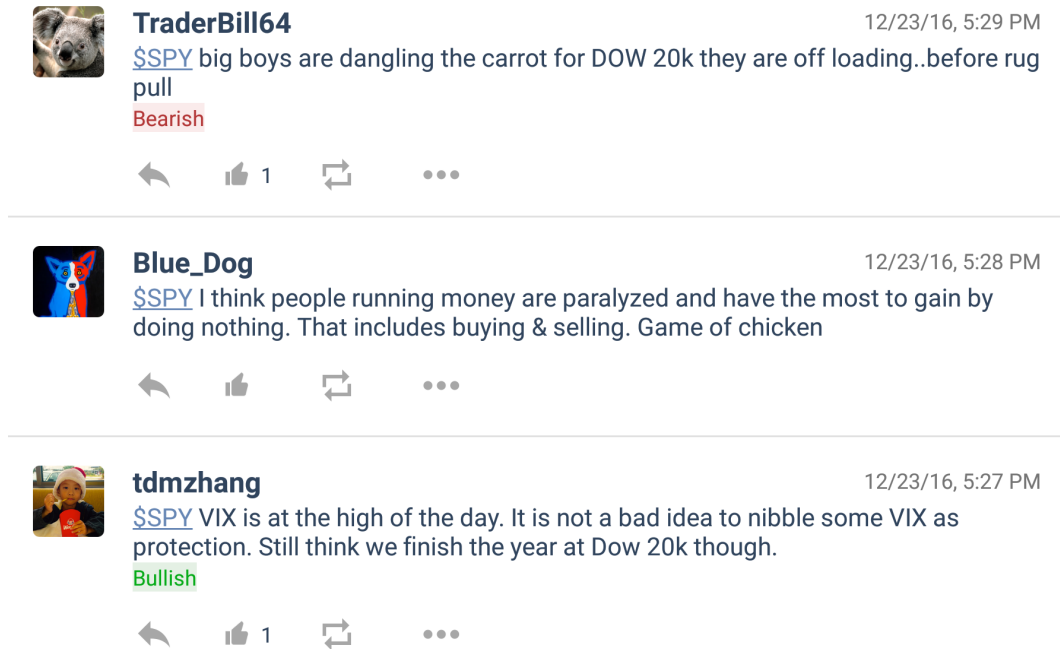 TraderBill64
12/23/16, 5:29 PM
$SPY big boys are dangling the carrot for DOW 20k they are off loading..before rug
pull
Bearish
1
Blue_Dog
12/23/16, 5:28 PM
$SPY I think people running money are paralyzed and have the most to gain by
doing nothing. That includes buying & selling. Game of chicken
tdmzhang
12/23/16, 5:27 PM
$SPY VIX is at the high of the day. It is not a bad idea to nibble some VIX as
protection. Still think we finish the year at Dow 20k though.
Bullish
1